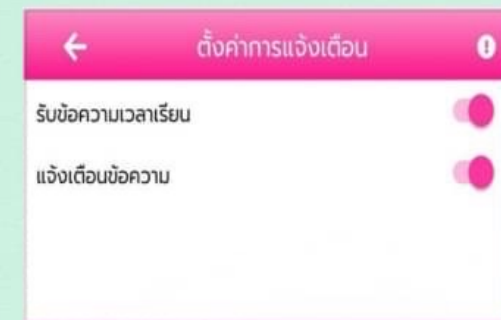 ตั้งค่าการแจ้งเตือน
รับข้อความเวลาเรียน
แจ้งเตือนข้อความ